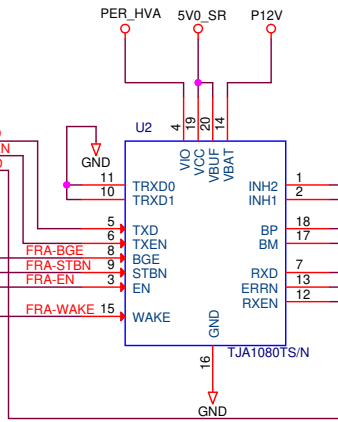 PER_HVA 5V0_SR P12V
U2
4 19 20 14
VIO VCC VBUF VBAT
GND
11 TRXD0 INH2 1
10 TRXD1 INH1 2
5 TXD BP 18
N 6 TXEN BM 17
FRA-BGE 8 BGE
FRA-STBN 9 STBN RXD 7
FRA-EN 3 EN ERRN 13
RXEN 12
FRA-WAKE 15 WAKE
GND
16 TJA1080TS/N
GND